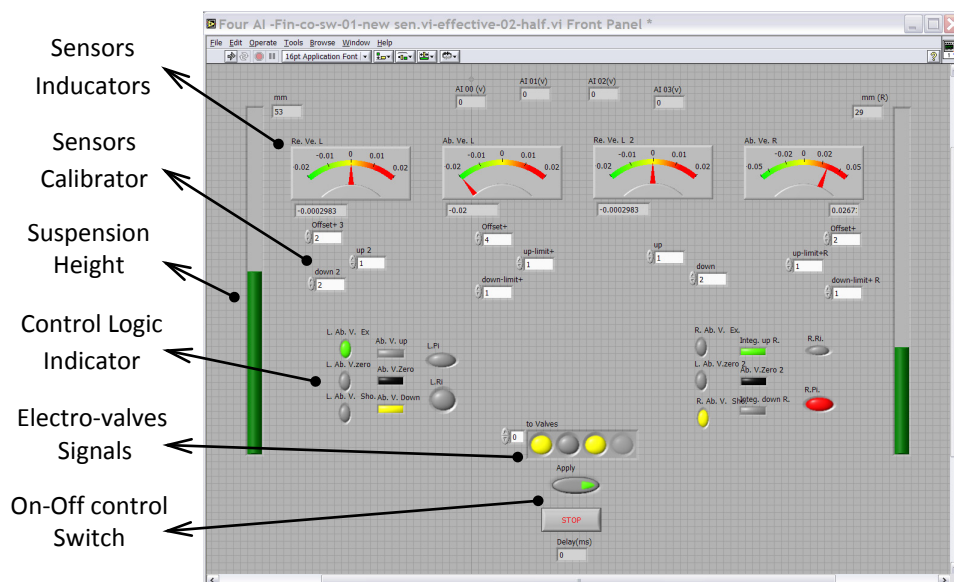 Four AI -Fin-co-sw-01-new sen.vi-effective-02-half.vi Front Panel *
File Edit Operate Tools Browse Window Help
16pt Application Font
Sensors
Inducators
Sensors
Calibrator
Suspension
Height
Control Logic
Indicator
Electro-valves
Signals
On-Off control
Switch
AI 00 (v)
0
AI 01(v)
0
AI 02(v)
0
AI 03(v)
0
mm
53
mm (R)
29
Re. Ve. L
0.02 -0.01 0 0.01 0.02
-0.0002983
Ab. Ve. L
0.02 -0.01 0 0.01 0.02
-0.02
Re. Ve. L 2
0.02 -0.01 0 0.01 0.02
-0.0002983
Ab. Ve. R
-0.05 -0.02 0 0.02 0.05
0.0267
Offset+ 3
2
up 2
1
down 2
2
Offset+
4
up-limit+
1
down-limit+
1
up
1
down
2
Offset+
2
up-limit+R
1
down-limit+ R
1
L. Ab. V. Ex
Ab. V. up
L.Pi
L. Ab. V.zero
Ab. V.Zero
L.Ri
L. Ab. V. Sho.
Ab. V. Down
R. Ab. V. Ex.
Integ. up R.
R.Ri.
L. Ab. V.zero 2
Ab. V.Zero 2
R.Pi.
R. Ab. V. Sho.
Integ. down R.
to Valves
0
Apply
STOP
Delay(ms)
0